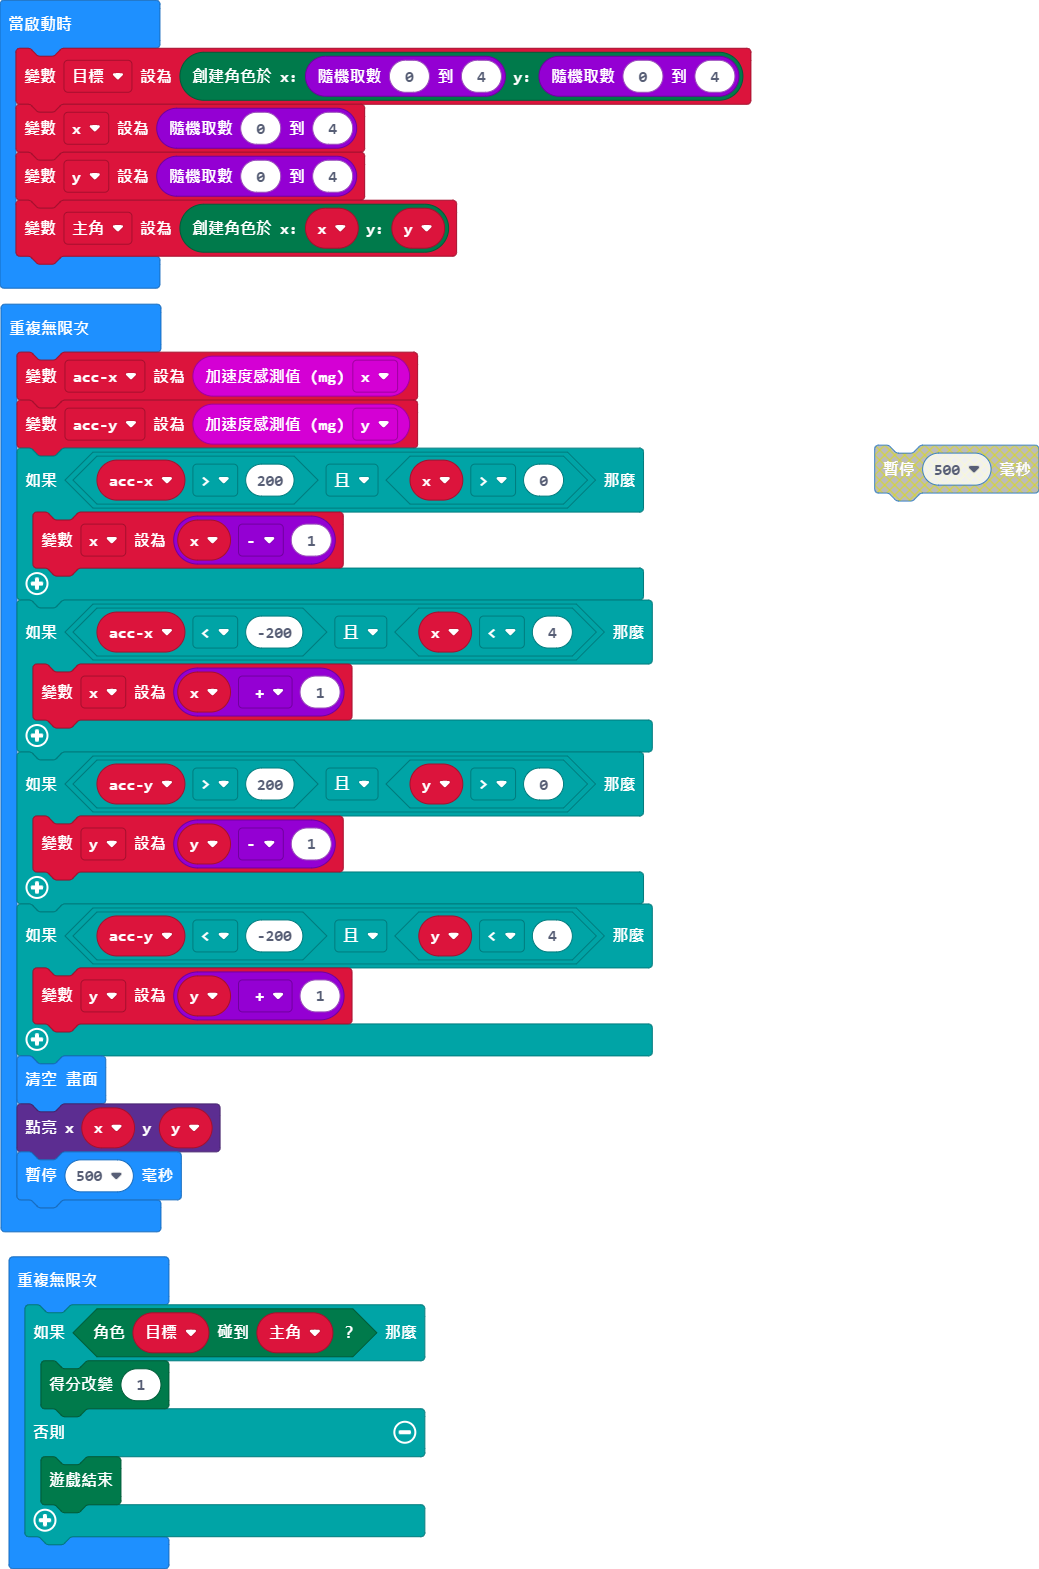 當啟動時
變數 目標 設為 創建角色於 x: 隨機取數 0 到 4 y: 隨機取數 0 到 4
變數 x 設為 隨機取數 0 到 4
變數 y 設為 隨機取數 0 到 4
變數 主角 設為 創建角色於 x: x y: y
重複無限次
變數 acc-x 設為 加速度感測值 (mg) x
變數 acc-y 設為 加速度感測值 (mg) y
暫停 500 毫秒
如果 acc-x > 200 且 x > 0 那麼
變數 x 設為 x - 1
如果 acc-x < -200 且 x < 4 那麼
變數 x 設為 x + 1
如果 acc-y > 200 且 y > 0 那麼
變數 y 設為 y - 1
如果 acc-y < -200 且 y < 4 那麼
變數 y 設為 y + 1
清空 畫面
點亮 x x y y
暫停 500 毫秒
重複無限次
如果 角色 目標 碰到 主角 ? 那麼
得分改變 1
否則
遊戲結束